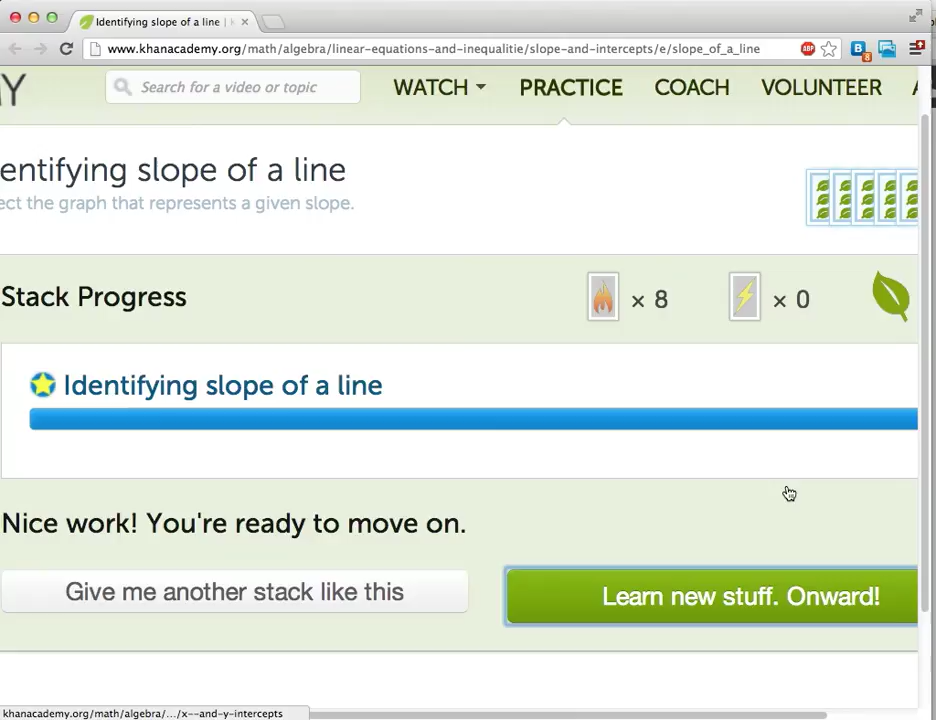 Identifying slope of a line |
www.khanacademy.org/math/algebra/linear-equations-and-inequalitie/slope-and-intercepts/e/slope_of_a_line
ABP
B
8
Y
Search for a video or topic
WATCH
PRACTICE
COACH
VOLUNTEER
A
entifying slope of a line
ect the graph that represents a given slope.
Stack Progress
× 8
× 0
Identifying slope of a line
Nice work! You're ready to move on.
Give me another stack like this
Learn new stuff. Onward!
khanacademy.org/math/algebra/.../x--and-y-intercepts